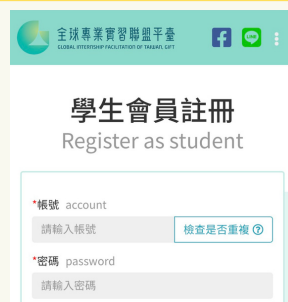 全球專業實習聯盟平臺
GLOBAL INTERNSHIP FACILITATION OF TAIWAN, GIFT
LINE
學生會員註冊
Register as student
*帳號 account
請輸入帳號
檢查是否重複 ?
*密碼 password
請輸入密碼